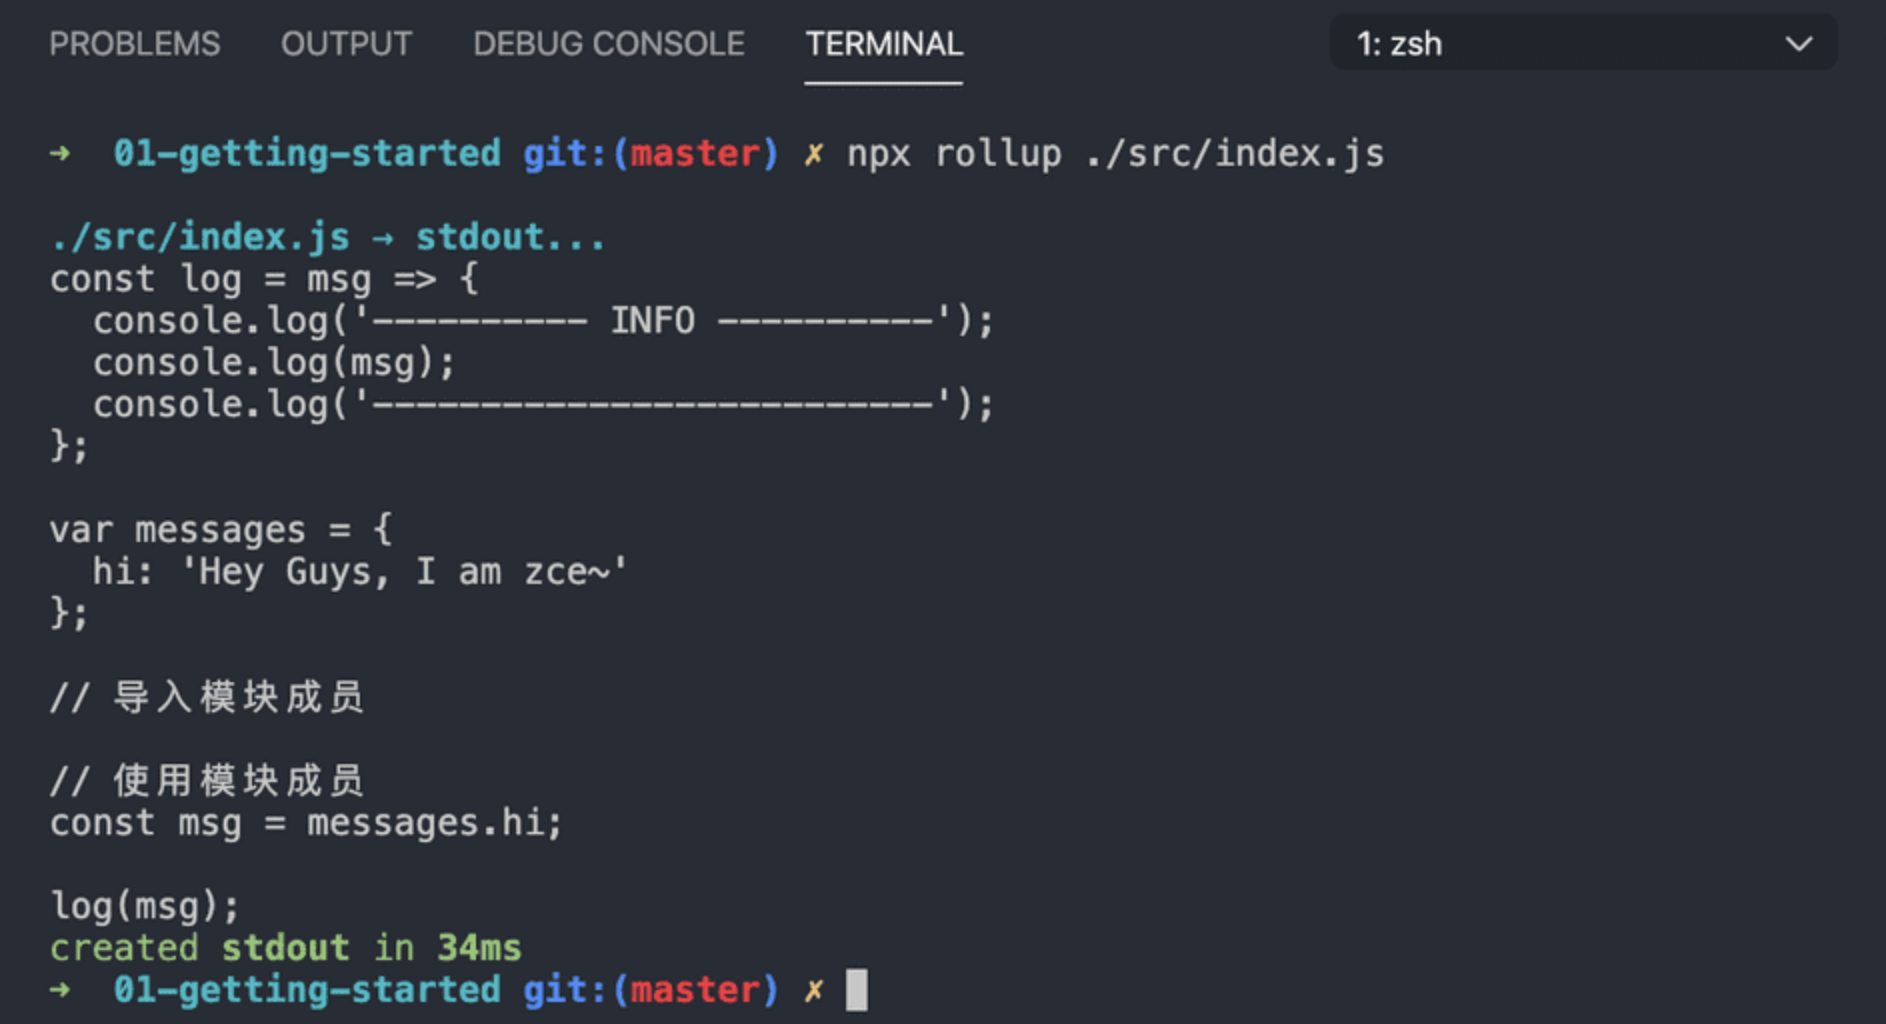 PROBLEMS OUTPUT DEBUG CONSOLE TERMINAL 1: zsh
➜  01-getting-started git:(master) ✗ npx rollup ./src/index.js
./src/index.js → stdout...
const log = msg => {
  console.log('---------- INFO ----------');
  console.log(msg);
  console.log('--------------------------');
};
var messages = {
  hi: 'Hey Guys, I am zce~'
};
// 导入模块成员
// 使用模块成员
const msg = messages.hi;
log(msg);
created stdout in 34ms
➜  01-getting-started git:(master) ✗